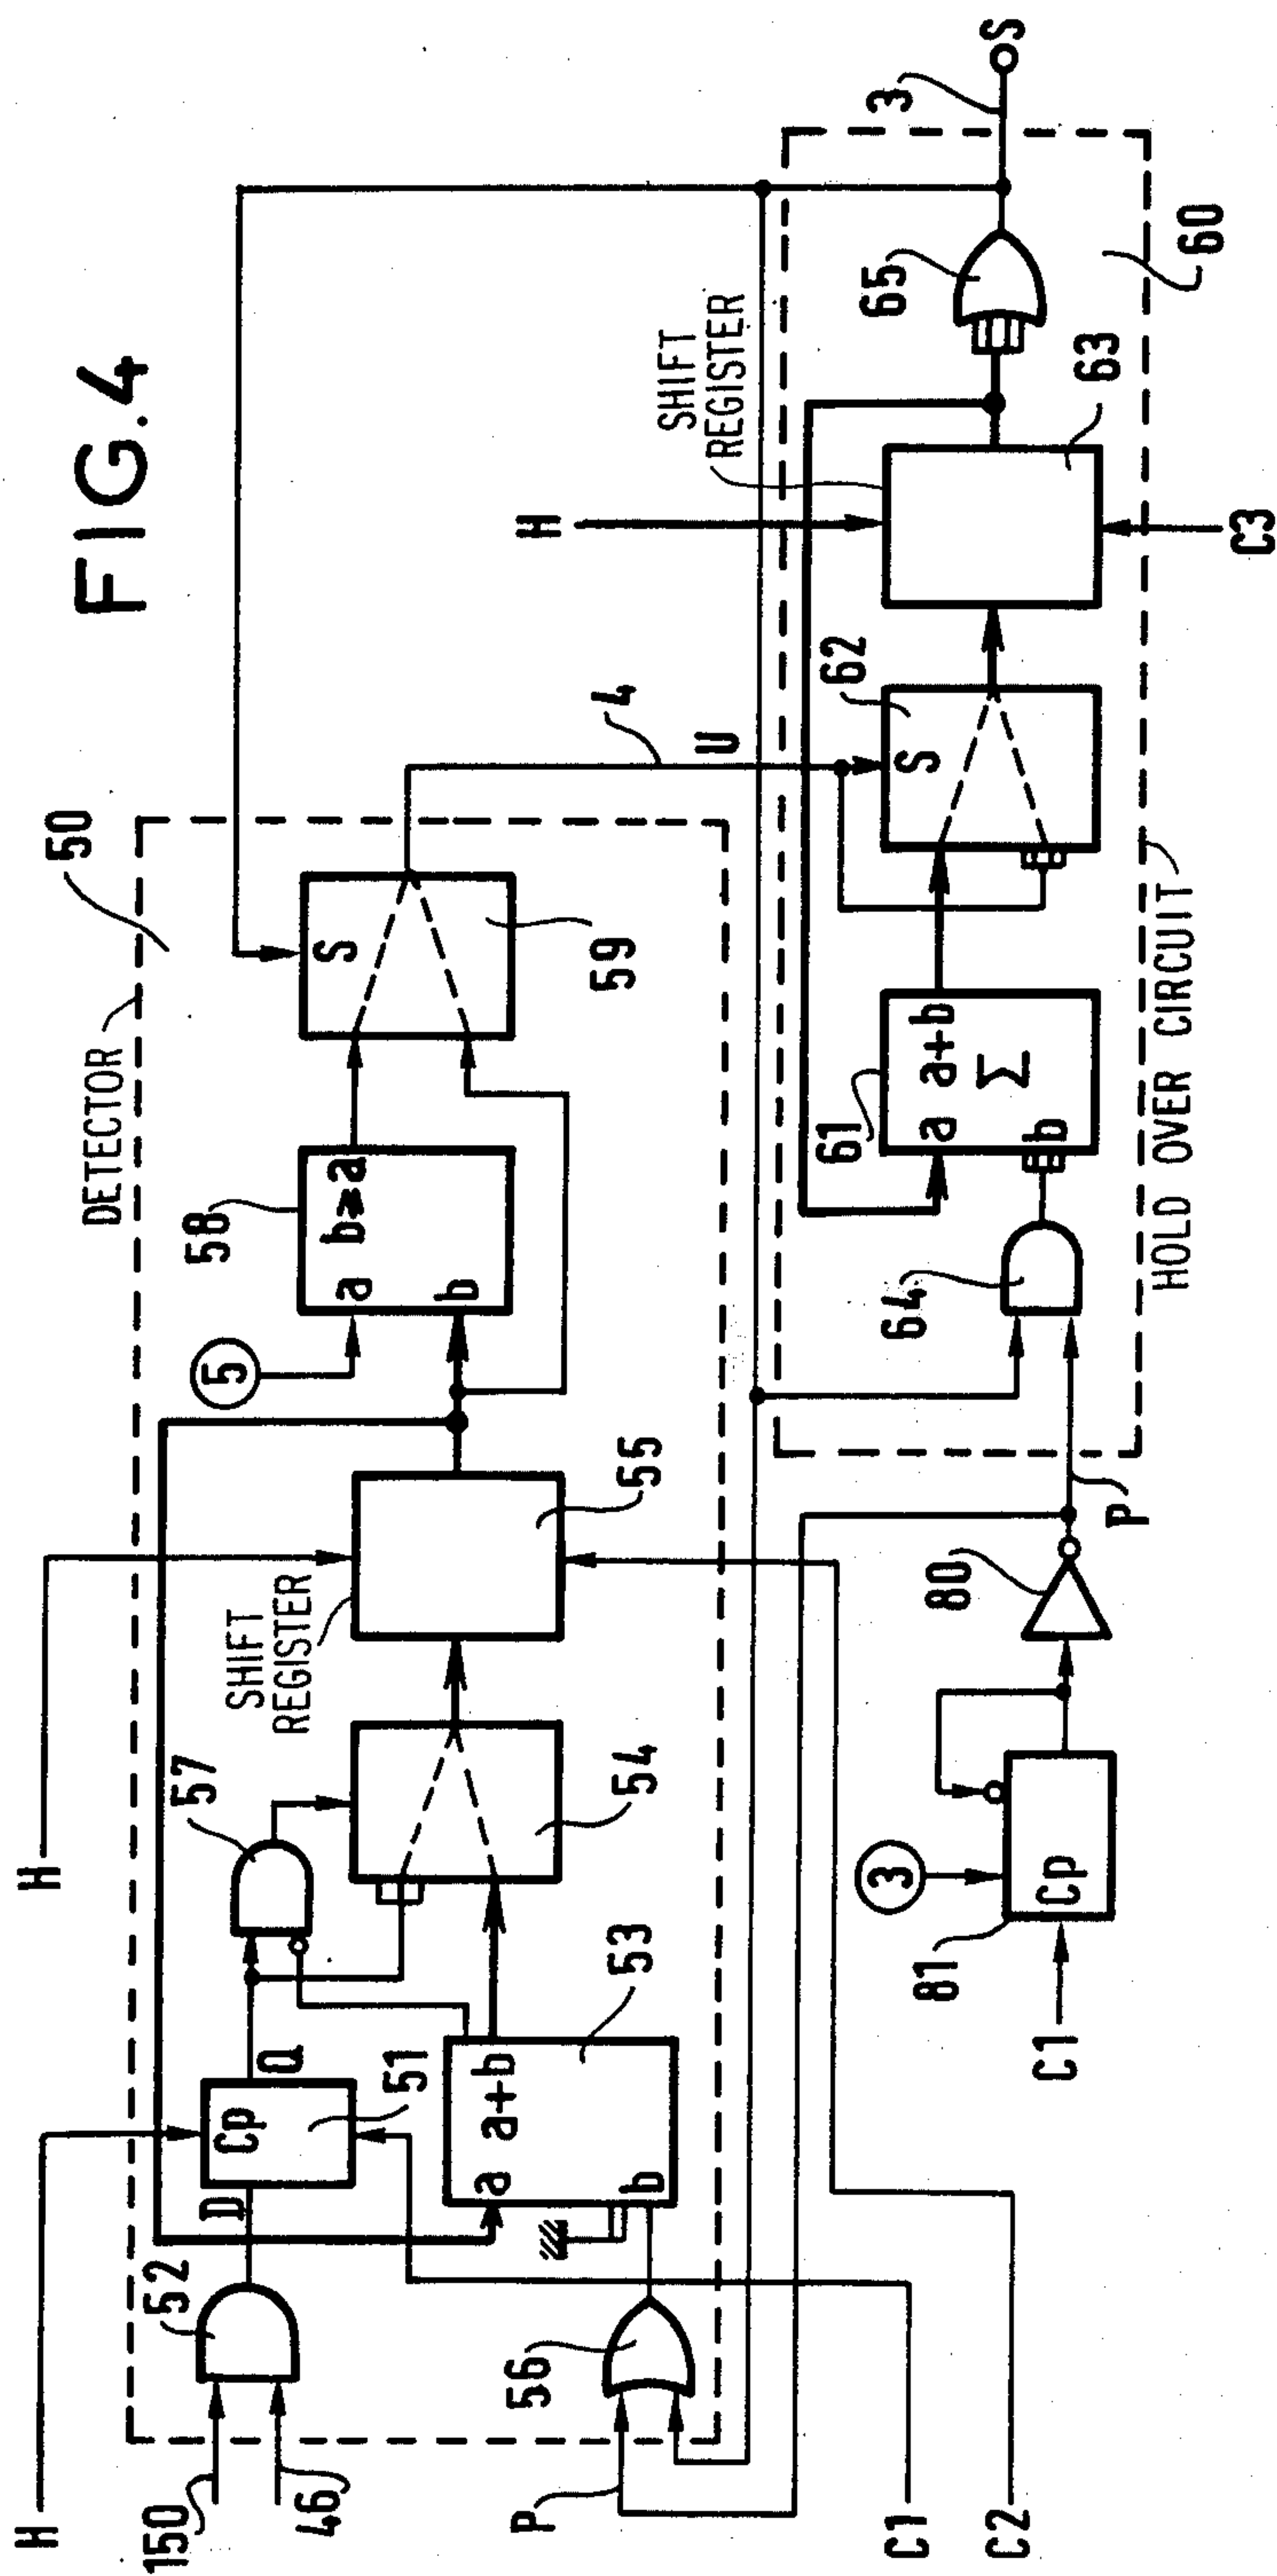 FIG.4
H
H
150
46
52
D
Cp
Q
51
57
DETECTOR
50
SHIFT
REGISTER
5
58
a
b⩾a
b
S
59
4
U
a
a+b
b
53
54
55
56
P
C1
C2
C1
81
3
Cp
80
P
64
61
a
a+b
b
Σ
62
S
H
SHIFT
REGISTER
63
C3
65
60
3
S
HOLD OVER CIRCUIT